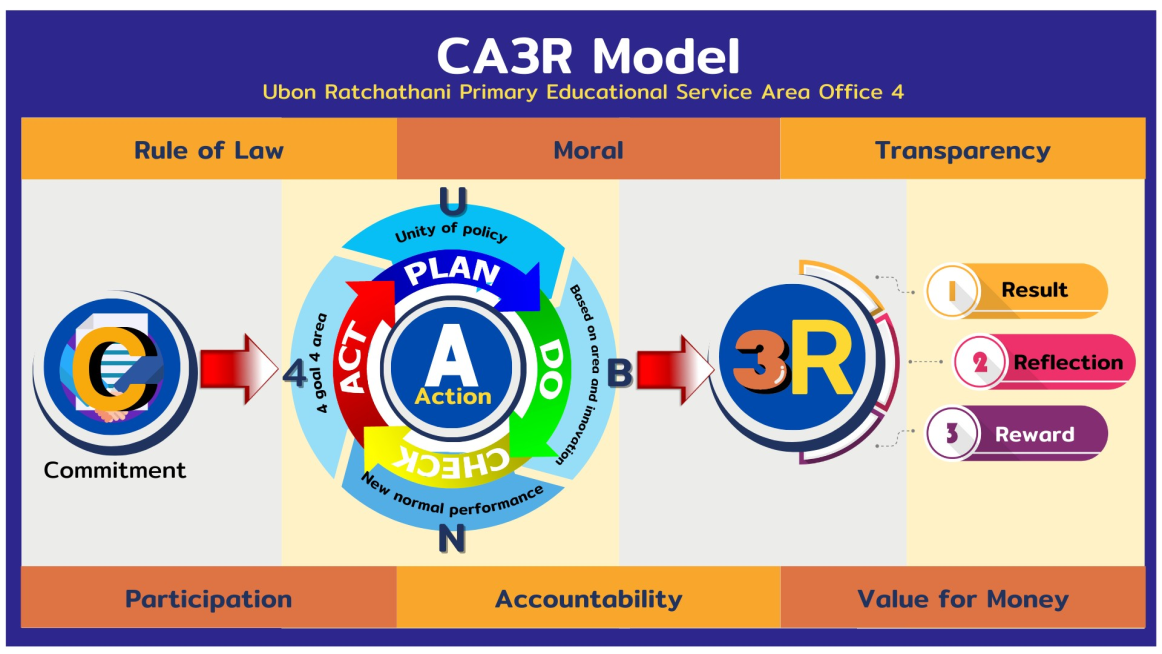 CA3R Model
Ubon Ratchathani Primary Educational Service Area Office 4
Rule of Law
Moral
Transparency
C
Commitment
U
Unity of policy
PLAN
4
4 goal 4 area
ACT
A
Action
DO
Based on area and innovation
B
CHECK
New normal performance
N
3R
1 Result
2 Reflection
3 Reward
Participation
Accountability
Value for Money